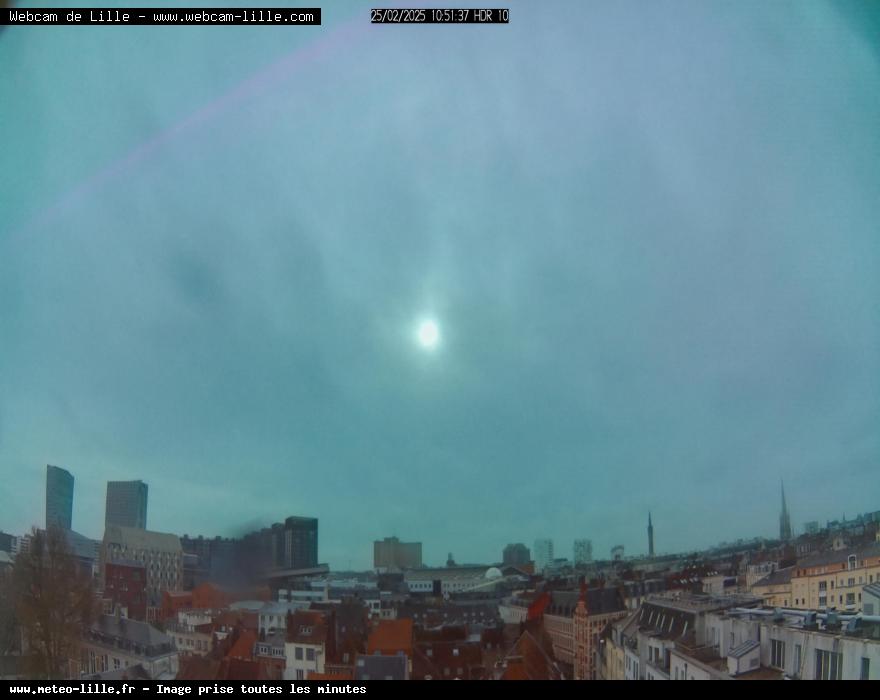 Webcam de Lille - www.webcam-lille.com
25/02/2025 10:51:37 HDR 10
www.meteo-lille.fr - Image prise toutes les minutes